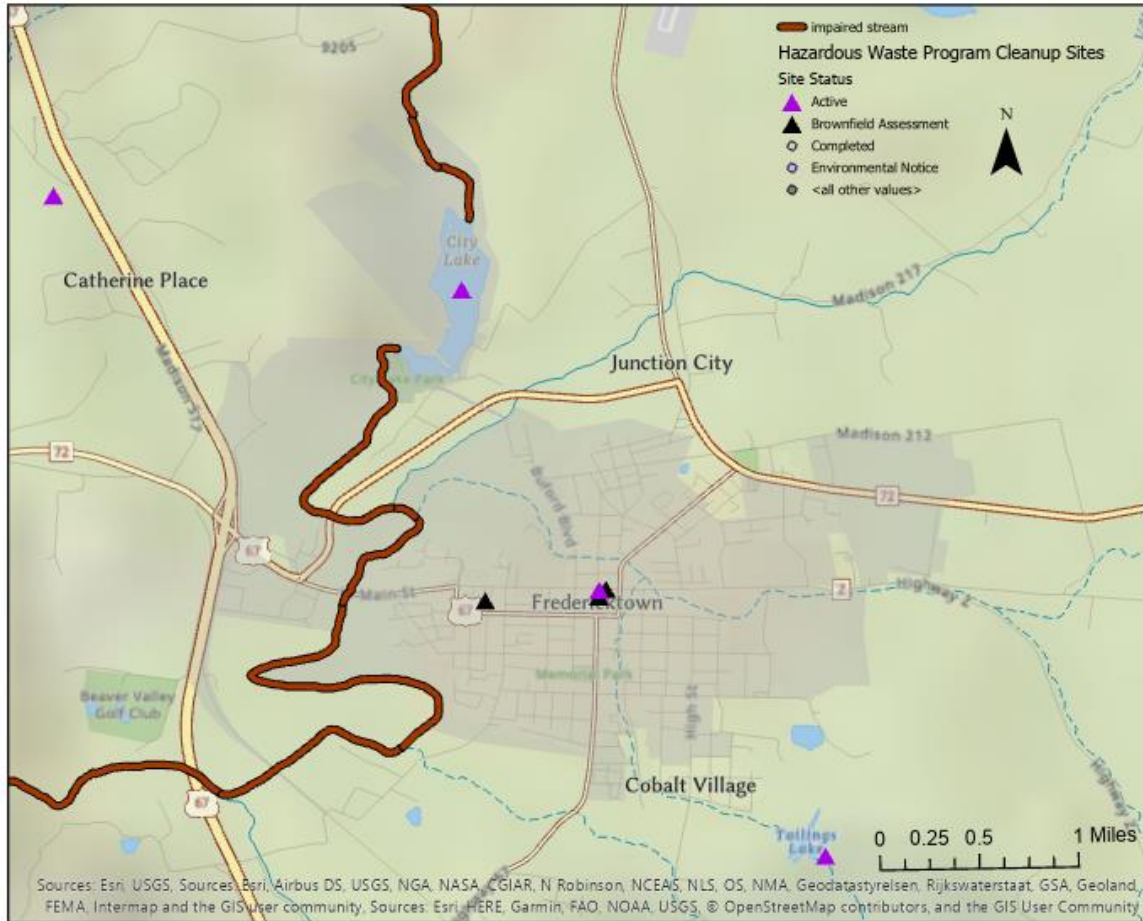 67
9205
impaired stream
Hazardous Waste Program Cleanup Sites
Site Status
Active
Brownfield Assessment
Completed
Environmental Notice
<all other values>
N
City
Lake
Catherine Place
Madison 217
Madison 517
Junction City
City Lake Park
72
Madison 212
72
Buford Blvd
67
Main St
67
Fredericktown
2
Highway Z
Memorial Park
Beaver Valley
Golf Club
High St
Cobalt Village
67
Highway Z
Tailings
Lake
0 0.25 0.5 1 Miles
Sources: Esri, USGS, Sources: Esri, Airbus DS, USGS, NGA, NASA, CGIAR, N Robinson, NCEAS, NLS, OS, NMA, Geodatastyrelsen, Rijkswaterstaat, GSA, Geoland,
FEMA, Intermap and the GIS user community, Sources: Esri, HERE, Garmin, FAO, NOAA, USGS, © OpenStreetMap contributors, and the GIS User Community